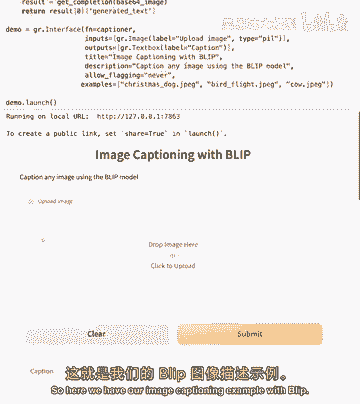 result = get_completion(base64_image)
return result[0]["generated_text"]
demo = gr.Interface(fn=captioner,
inputs=[gr.Image(label="Upload image", type="pil")],
outputs=[gr.Textbox(label="Caption")],
title="Image Captioning with BLIP",
description="Caption any image using the BLIP model",
allow_flagging="never",
examples=["christmas_dog.jpeg", "bird_flight.jpeg", "cow.jpeg"])
demo.launch()
Running on local URL: http://127.0.0.1:7863
To create a public link, set `share=True` in `launch()`.
Image Captioning with BLIP
Caption any image using the BLIP model
Upload image
Drop Image Here
- or -
Click to Upload
Clear
Submit
Caption
这就是我们的 Blip 图像描述示例。
So here we have our image captioning example with Blip.